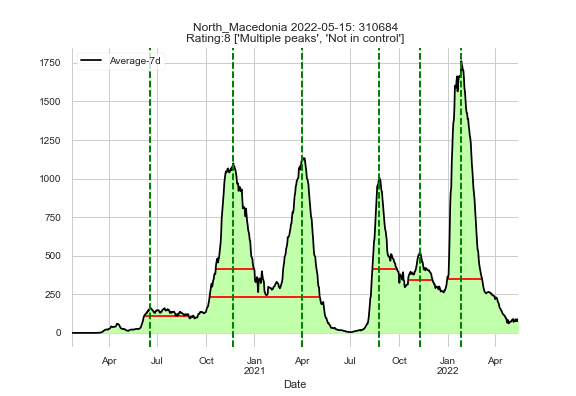 North_Macedonia 2022-05-15: 310684
Rating:8 ['Multiple peaks', 'Not in control']
Average-7d
1750
1500
1250
1000
750
500
250
0
Apr Jul Oct Jan Apr Jul Oct Jan Apr
2021 2022
Date